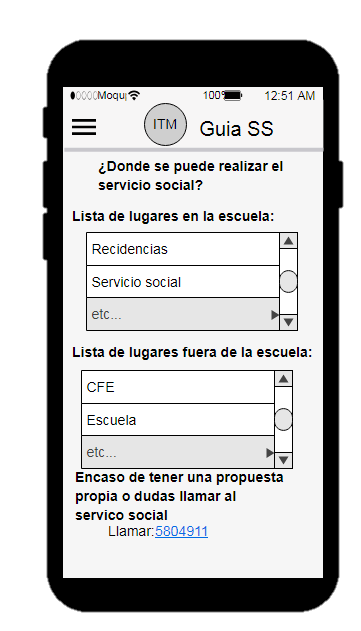 Moqu 100% 12:51 AM
ITM Guia SS
¿Donde se puede realizar el
servicio social?
Lista de lugares en la escuela:
Recidencias
Servicio social
etc...
Lista de lugares fuera de la escuela:
CFE
Escuela
etc...
Encaso de tener una propuesta
propia o dudas llamar al
servico social
Llamar:5804911